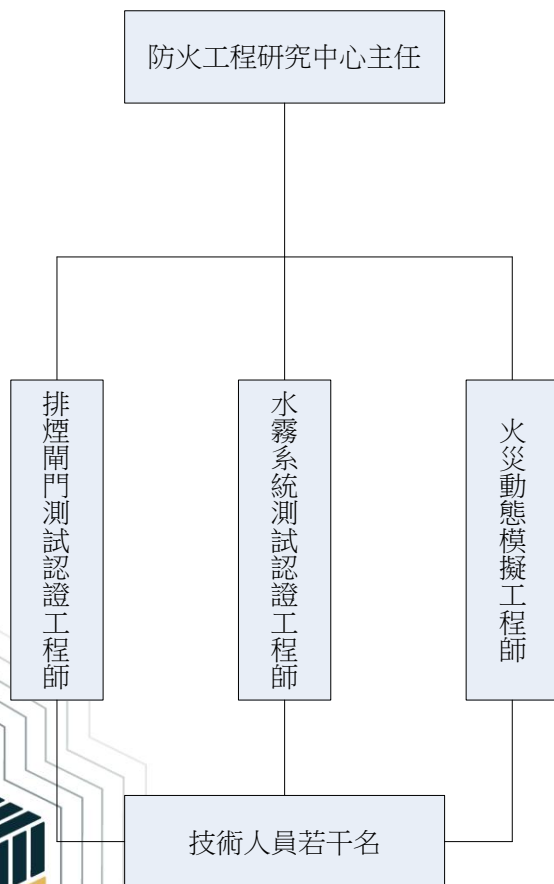 防火工程研究中心主任
排煙閘門測試認證工程師
水霧系統測試認證工程師
火災動態模擬工程師
技術人員若干名